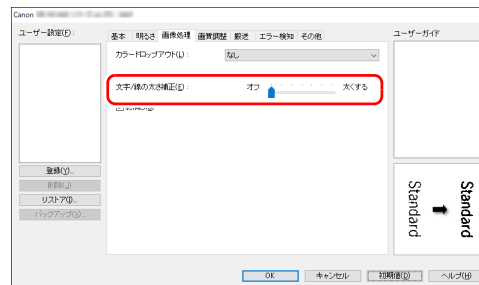 Canon
ユーザー設定(F):
基本 明るさ 画像処理 画質調整 搬送 エラー検知 その他
ユーザーガイド
カラードロップアウト(L):
なし
文字/線の太さ補正(E):
オフ
太くする
登録(Y)...
削除(J)
リストア(I)...
バックアップ(Q)...
Standard
Standard
OK
キャンセル
初期値(D)
ヘルプ(H)